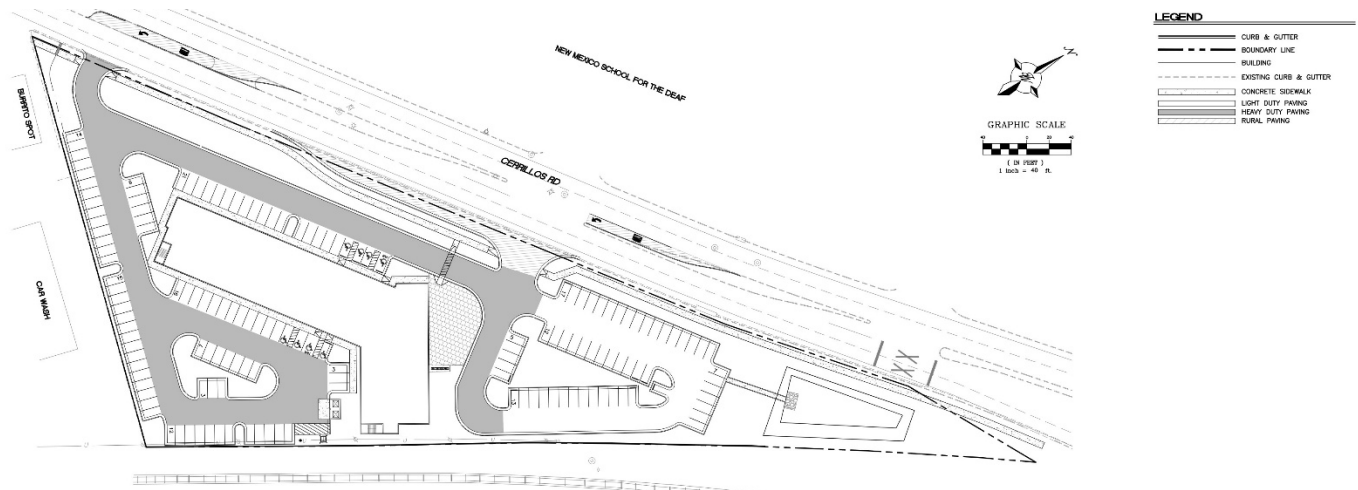 LEGEND
CURB & GUTTER
BOUNDARY LINE
BUILDING
EXISTING CURB & GUTTER
CONCRETE SIDEWALK
LIGHT DUTY PAVING
HEAVY DUTY PAVING
RURAL PAVING
NEW MEXICO SCHOOL FOR THE DEAF
N
GRAPHIC SCALE
( IN FEET )
1 inch = 40 ft.
CERRILLOS RD
BURRITO SPOT
CAR WASH